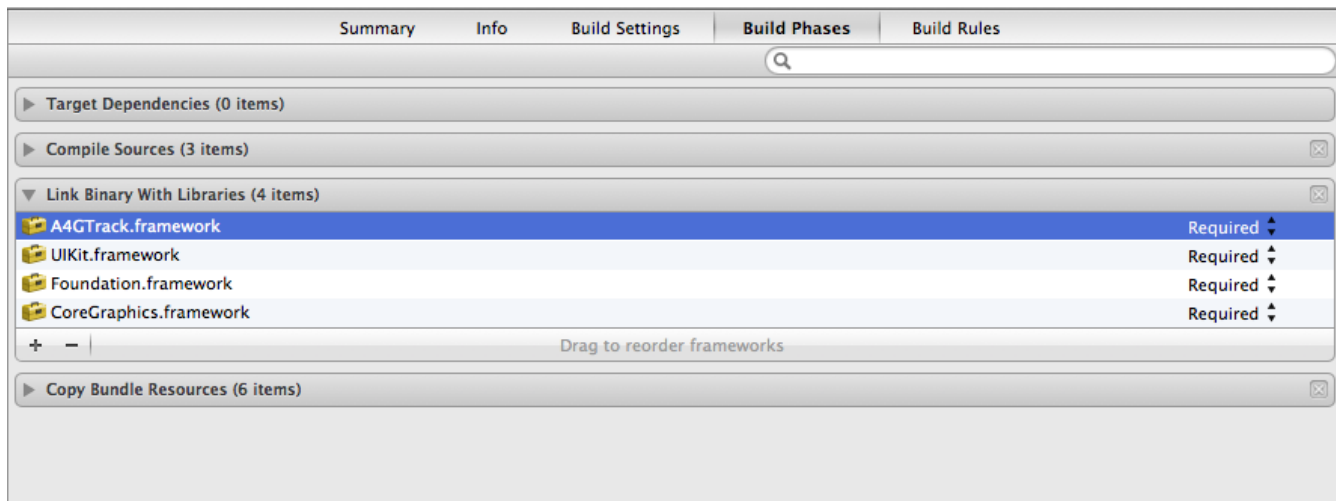 Summary Info Build Settings Build Phases Build Rules
Target Dependencies (0 items)
Compile Sources (3 items)
Link Binary With Libraries (4 items)
A4GTrack.framework Required
UIKit.framework Required
Foundation.framework Required
CoreGraphics.framework Required
+ − Drag to reorder frameworks
Copy Bundle Resources (6 items)